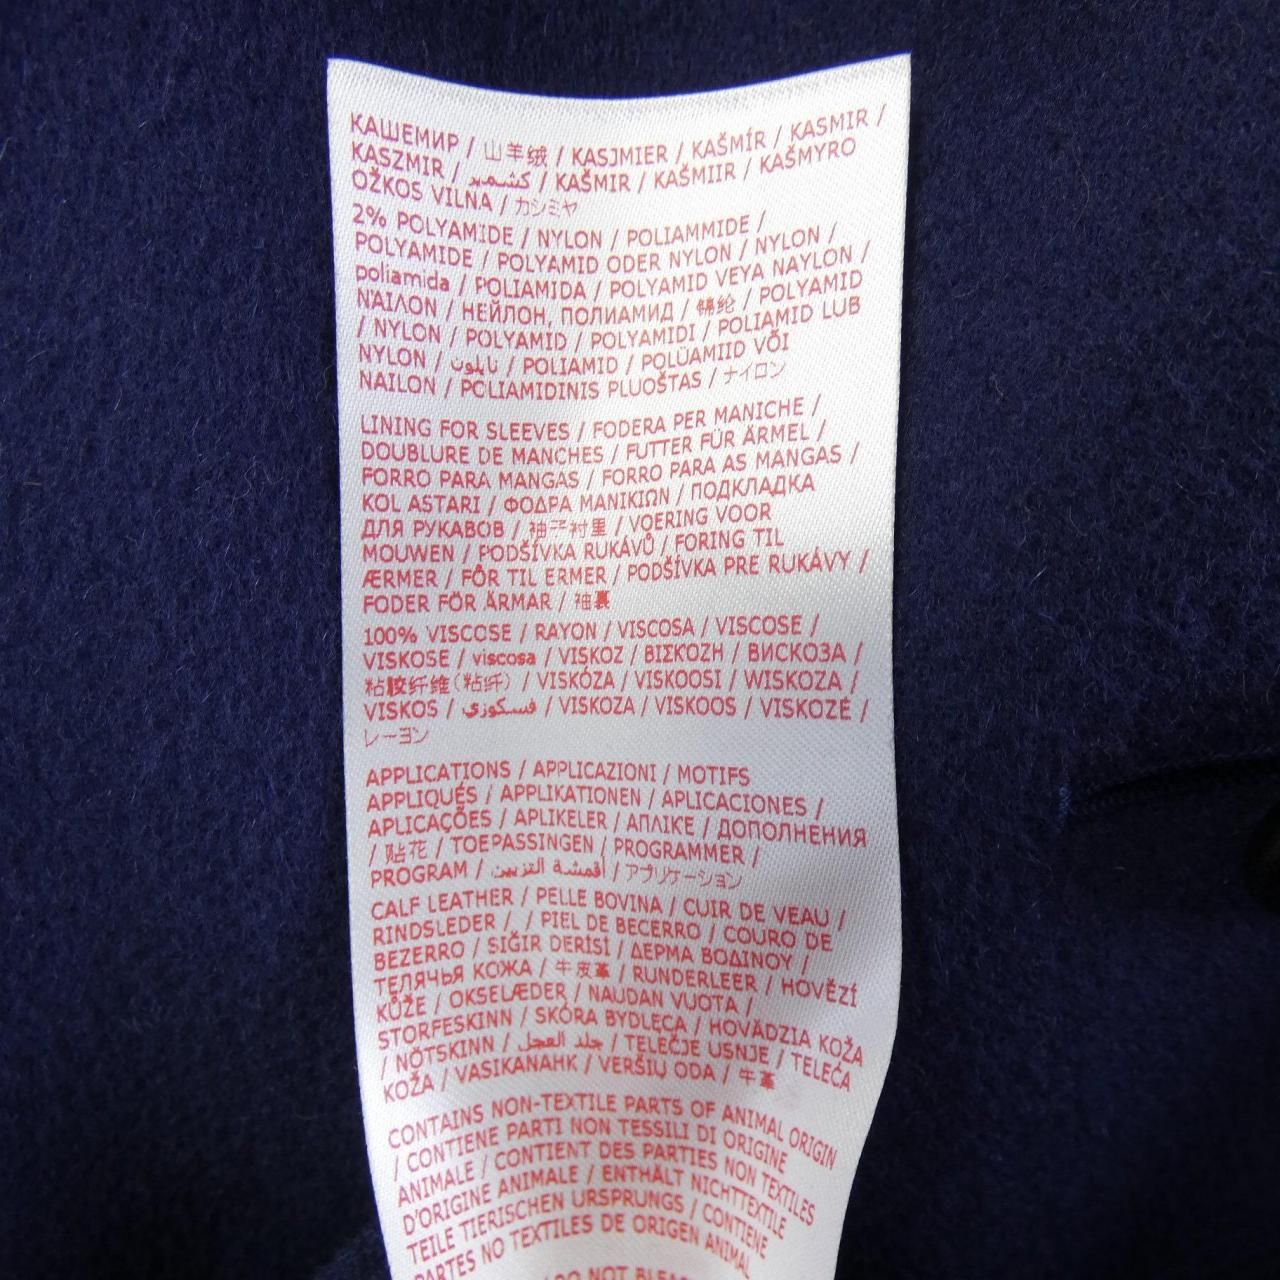 КАШЕМИР / 山羊绒 / KASJMIER / KAŠMÍR / KASMIR /
KASZMIR / كشمير / KAŠMIR / KAŠMIIR / KAŠMYRO
OŽKOS VILNA / カシミヤ
2% POLYAMIDE / NYLON / POLIAMMIDE /
POLYAMIDE / POLYAMID ODER NYLON / NYLON /
poliamida / POLIAMIDA / POLYAMID VEYA NAYLON /
ΝΑΪΛΟΝ / НЕЙЛОН, ПОЛИАМИД / 锦纶 / POLYAMID
/ NYLON / POLYAMID / POLYAMIDI / POLIAMID LUB
NYLON / نايلون / POLIAMID / POLÜAMIID VÕI
NAILON / POLIAMIDINIS PLUOŠTAS / ナイロン
LINING FOR SLEEVES / FODERA PER MANICHE /
DOUBLURE DE MANCHES / FUTTER FÜR ÄRMEL /
FORRO PARA MANGAS / FORRO PARA AS MANGAS /
KOL ASTARI / ΦΟΔΡΑ ΜΑΝΙΚΙΩΝ / ПОДКЛАДКА
ДЛЯ РУКАВОВ / 袖子衬里 / VOERING VOOR
MOUWEN / PODŠÍVKA RUKÁVŮ / FORING TIL
ÆRMER / FÔR TIL ERMER / PODŠÍVKA PRE RUKÁVY /
FODER FÖR ÄRMAR / 袖裏
100% VISCOSE / RAYON / VISCOSA / VISCOSE /
VISKOSE / viscosa / VISKOZ / ΒΙΣΚΟΖΗ / ВИСКОЗА /
粘胶纤维(粘纤) / VISKÓZA / VISKOOSI / WISKOZA /
VISKOS / فسكوزي / VISKOZA / VISKOOS / VISKOZĖ /
レーヨン
APPLICATIONS / APPLICAZIONI / MOTIFS
APPLIQUÉS / APPLIKATIONEN / APLICACIONES /
APLICAÇÕES / APLIKELER / ΑΠΛΙΚΕ / ДОПОЛНЕНИЯ
/ 贴花 / TOEPASSINGEN / PROGRAMMER /
PROGRAM / أقمشة التزيين / アプリケーション
CALF LEATHER / PELLE BOVINA / CUIR DE VEAU /
RINDSLEDER / / PIEL DE BECERRO / COURO DE
BEZERRO / SIĞIR DERİSİ / ΔΕΡΜΑ ΒΟΔΙΝΟΥ /
ТЕЛЯЧЬЯ КОЖА / 牛皮革 / RUNDERLEER / HOVĚZÍ
KŮŽE / OKSELÆDER / NAUDAN VUOTA /
STORFESKINN / SKÓRA BYDLĘCA / HOVÄDZIA KOŽA
/ NÖTSKINN / جلد العجل / TELEČJE USNJE / TELEĆA
KOŽA / VASIKANAHK / VERŠIŲ ODA / 牛革
CONTAINS NON-TEXTILE PARTS OF ANIMAL ORIGIN
/ CONTIENE PARTI NON TESSILI DI ORIGINE
ANIMALE / CONTIENT DES PARTIES NON TEXTILES
D'ORIGINE ANIMALE / ENTHÄLT NICHTTEXTILE
TEILE TIERISCHEN URSPRUNGS / CONTIENE
PARTES NO TEXTILES DE ORIGEN ANIMAL
DO NOT